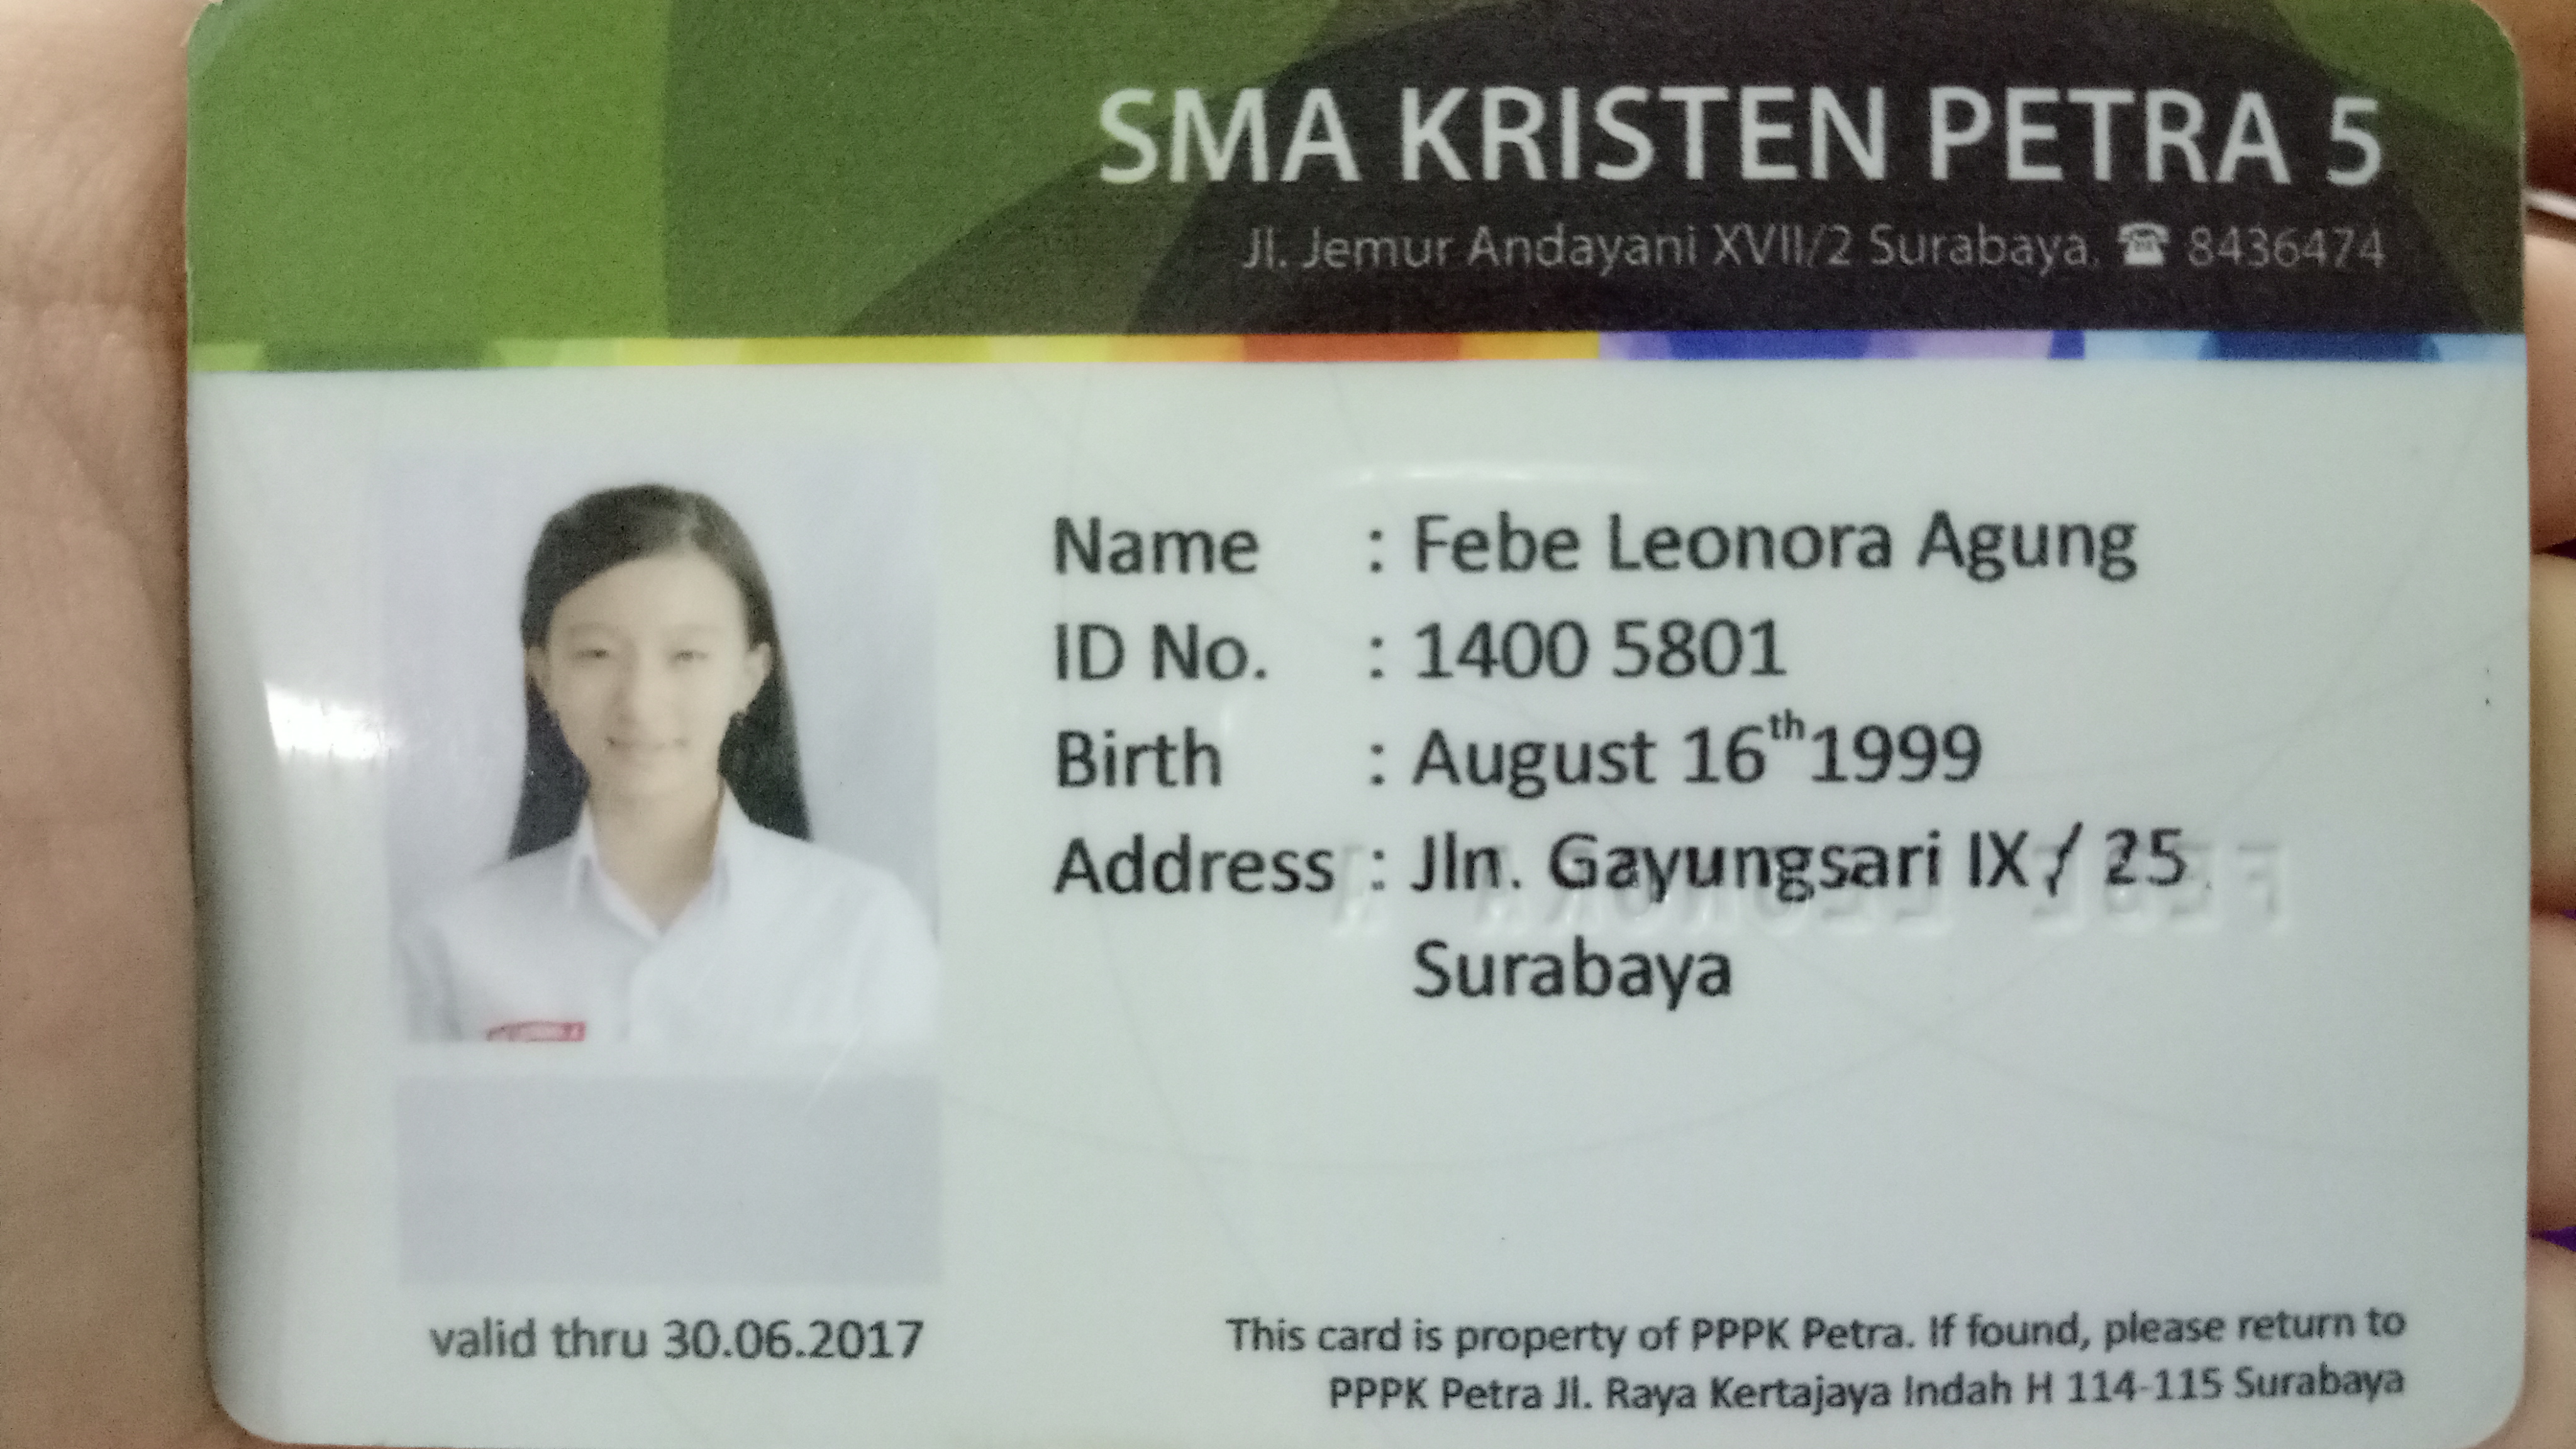 SMA KRISTEN PETRA 5
Jl. Jemur Andayani XVII/2 Surabaya. ☎ 8436474
Name : Febe Leonora Agung
ID No. : 1400 5801
Birth : August 16th 1999
Address : Jln. Gayungsari IX / 25
Surabaya
valid thru 30.06.2017
This card is property of PPPK Petra. If found, please return to
PPPK Petra Jl. Raya Kertajaya Indah H 114-115 Surabaya